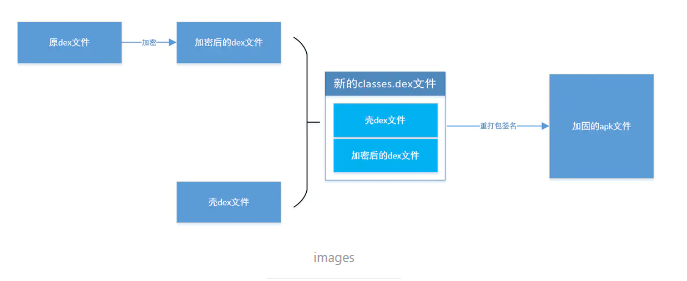 原dex文件
加密
加密后的dex文件
新的classes.dex文件
壳dex文件
加密后的dex文件
重打包签名
加固的apk文件
壳dex文件
images